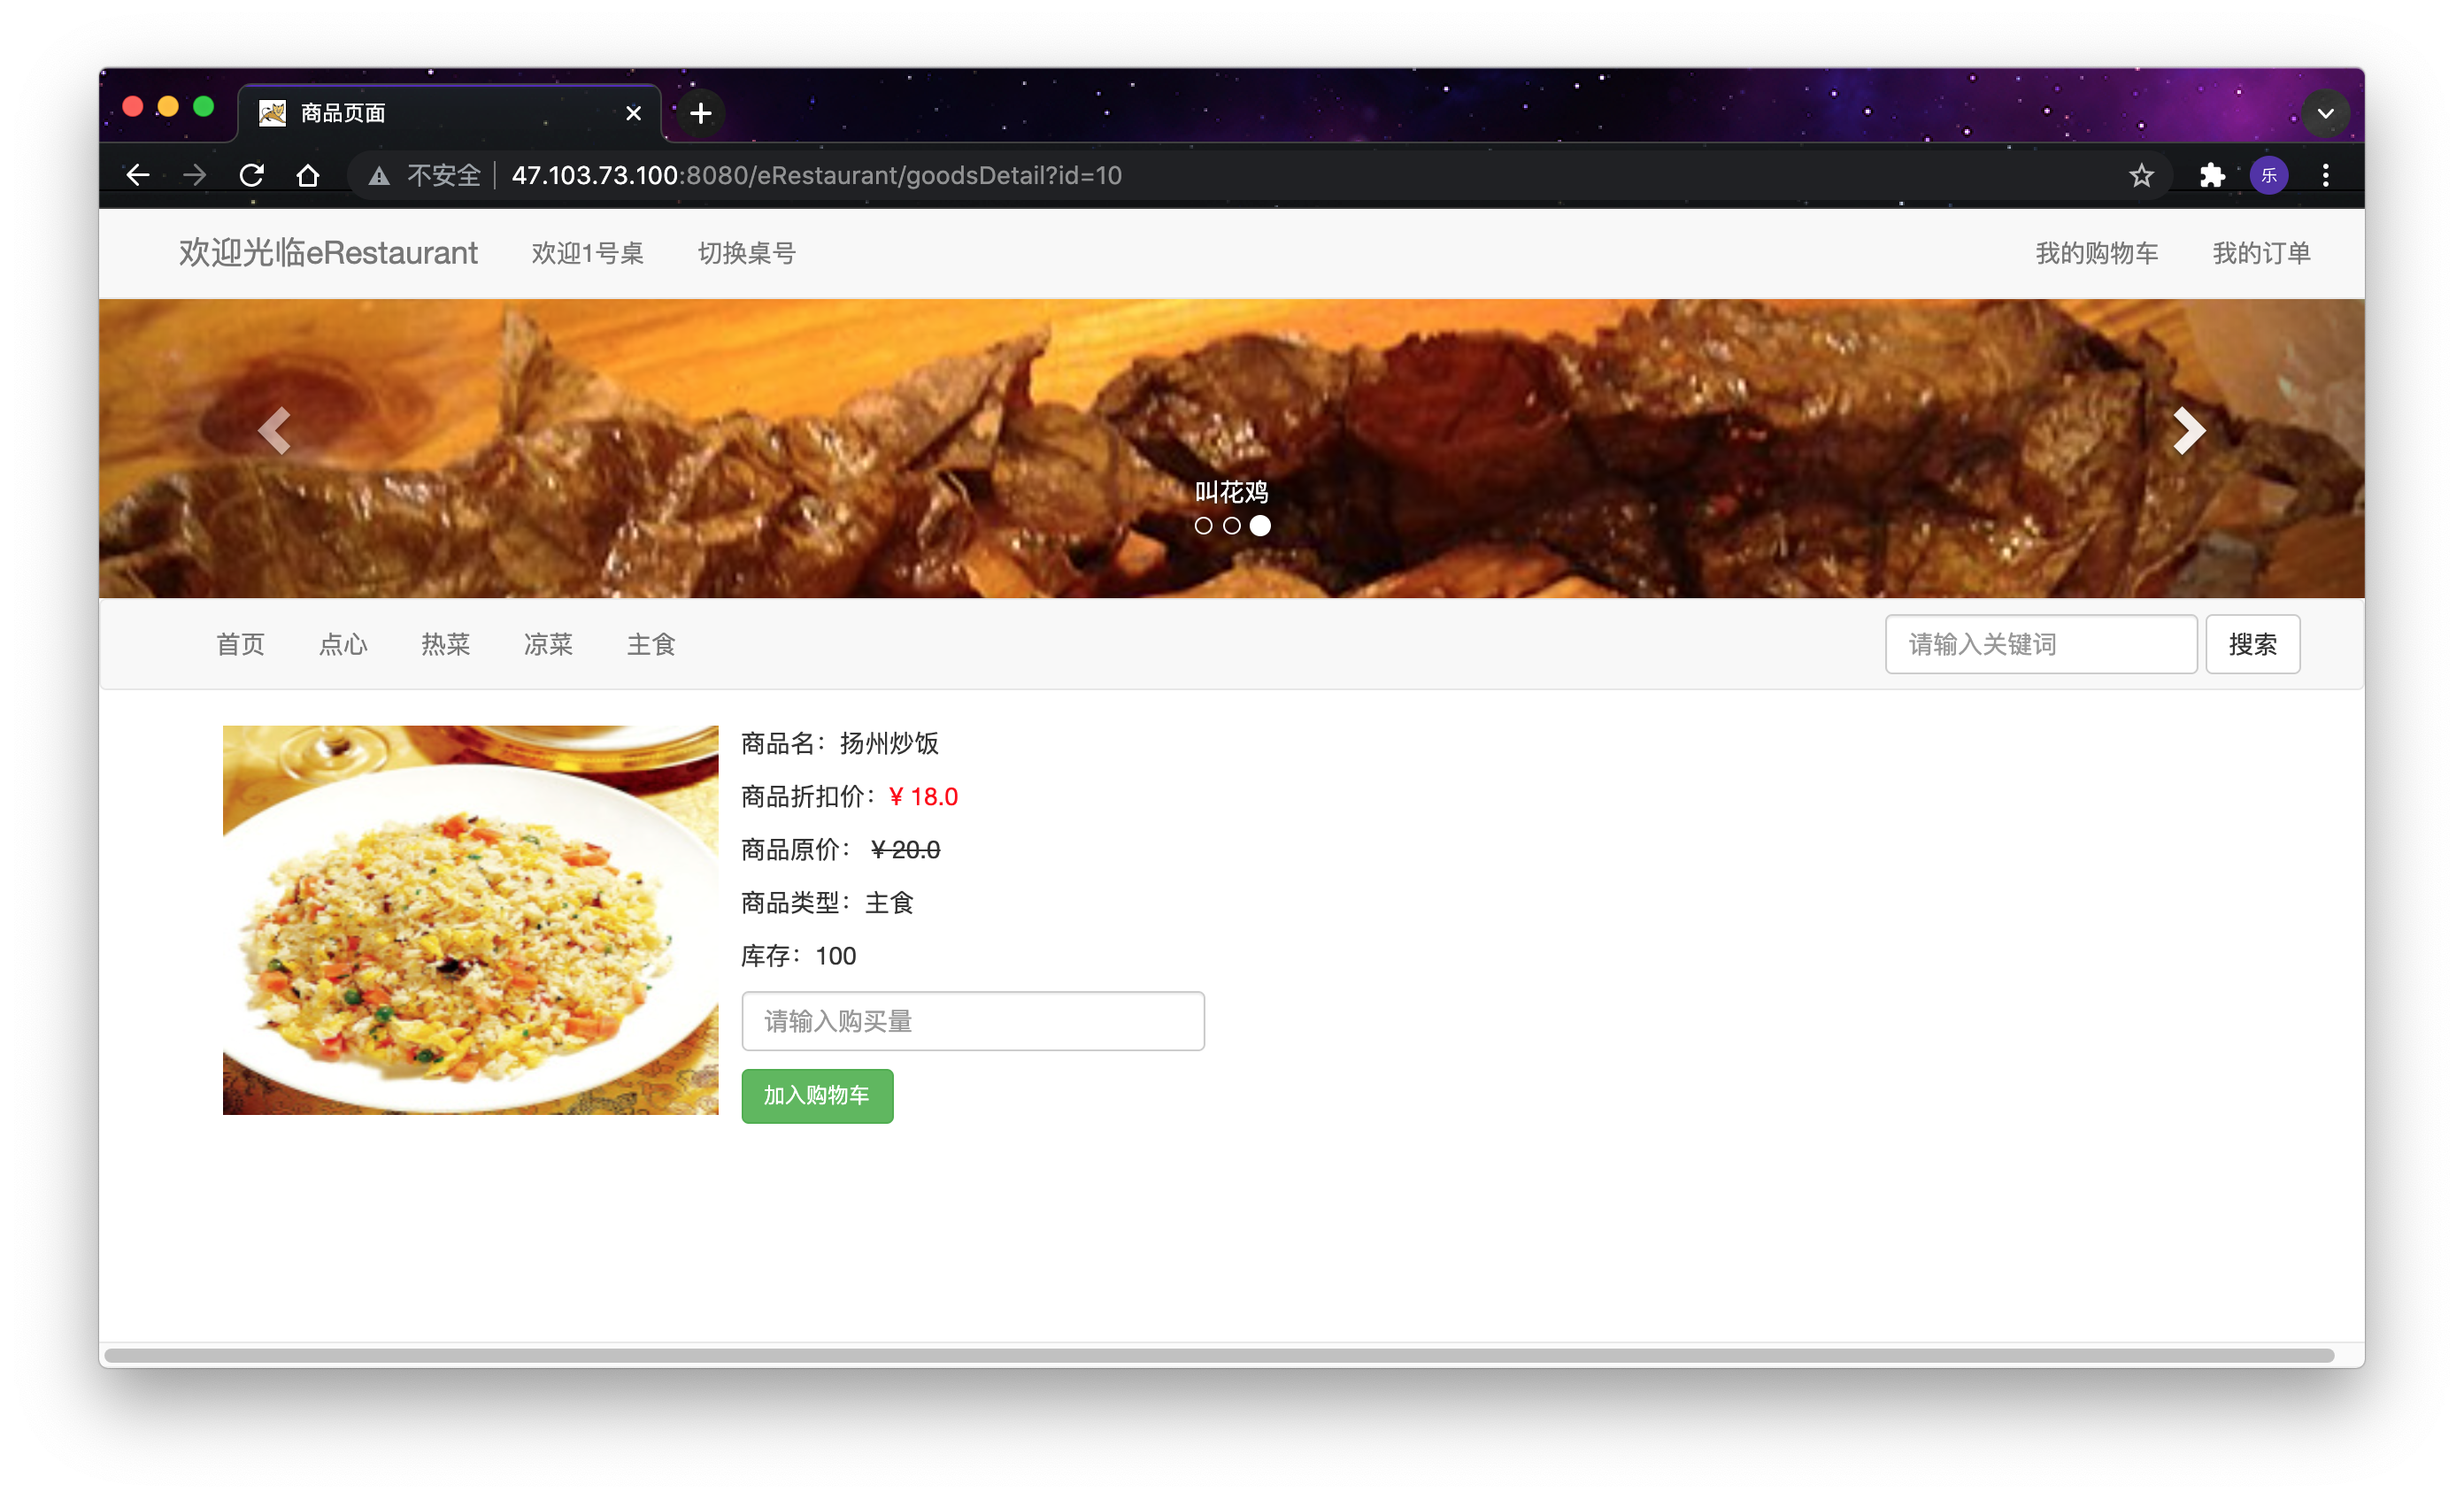 商品页面
不安全 47.103.73.100:8080/eRestaurant/goodsDetail?id=10 乐
欢迎光临eRestaurant 欢迎1号桌 切换桌号 我的购物车 我的订单
叫花鸡
首页 点心 热菜 凉菜 主食 请输入关键词 搜索
商品名：扬州炒饭
商品折扣价：¥ 18.0
商品原价： ¥ 20.0
商品类型：主食
库存：100
请输入购买量
加入购物车